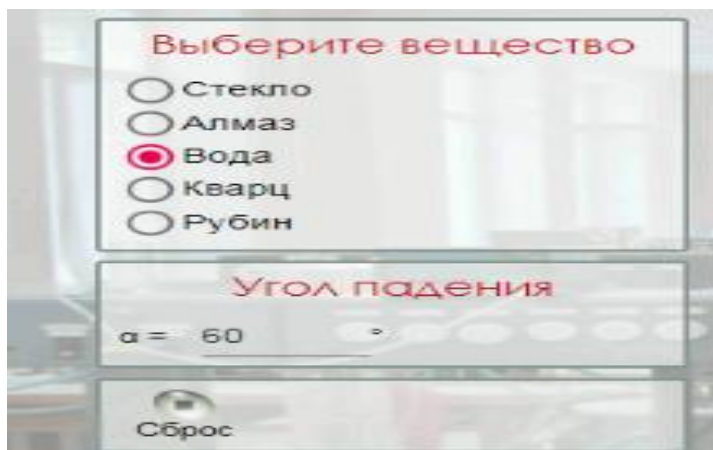 Выберите вещество
Стекло
Алмаз
Вода
Кварц
Рубин
Угол падения
α = 60 °
Сброс